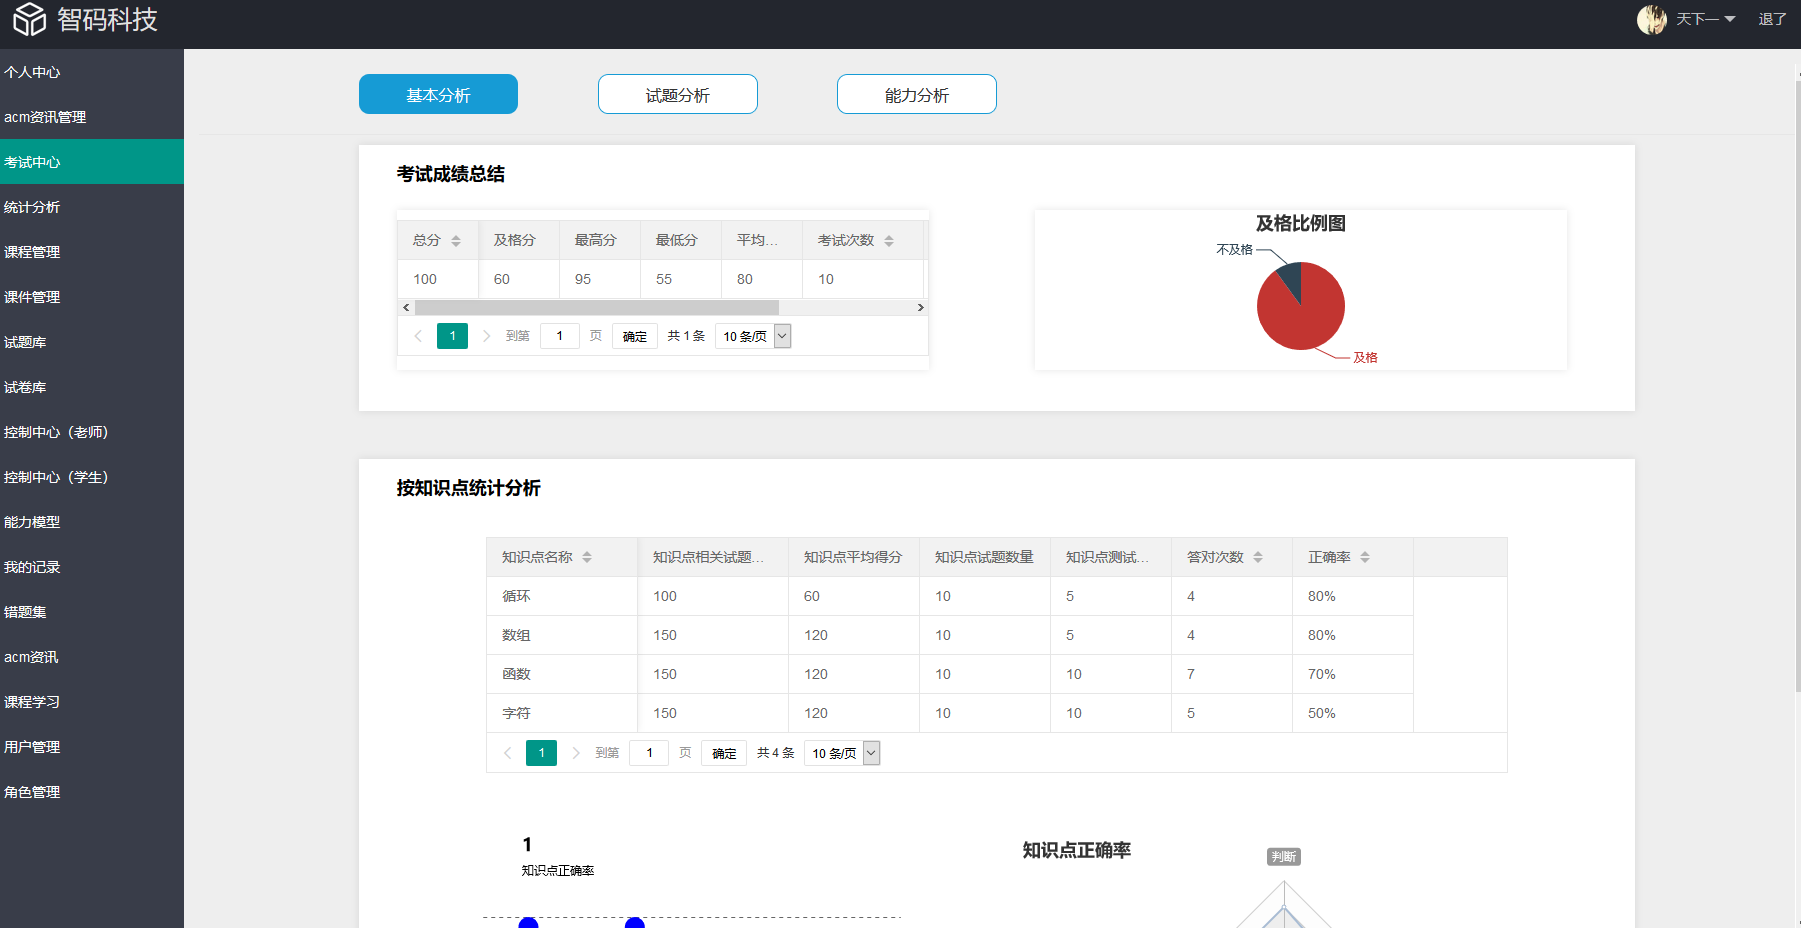 智码科技
天下一
退了
个人中心
acm资讯管理
考试中心
统计分析
课程管理
课件管理
试题库
试卷库
控制中心（老师）
控制中心（学生）
能力模型
我的记录
错题集
acm资讯
课程学习
用户管理
角色管理
基本分析 试题分析 能力分析
考试成绩总结
总分 及格分 最高分 最低分 平均... 考试次数
100 60 95 55 80 10
1 到第 1 页 确定 共 1 条 10 条/页
及格比例图
不及格
及格
按知识点统计分析
知识点名称 知识点相关试题... 知识点平均得分 知识点试题数量 知识点测试... 答对次数 正确率
循环 100 60 10 5 4 80%
数组 150 120 10 5 4 80%
函数 150 120 10 10 7 70%
字符 150 120 10 10 5 50%
1 到第 1 页 确定 共 4 条 10 条/页
1
知识点正确率
知识点正确率
判断